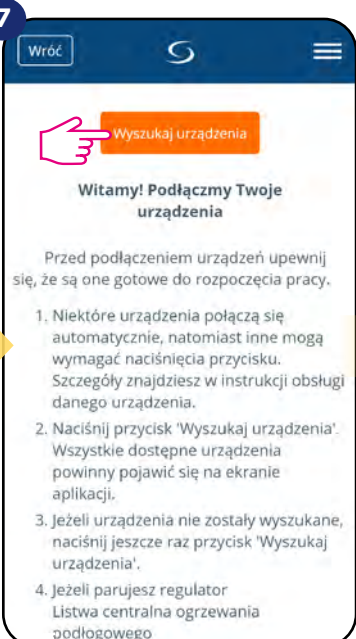 7
Wróć
Wyszukaj urządzenia
Witamy! Podłączmy Twoje
urządzenia
Przed podłączeniem urządzeń upewnij
się, że są one gotowe do rozpoczęcia pracy.
1. Niektóre urządzenia połączą się
automatycznie, natomiast inne mogą
wymagać naciśnięcia przycisku.
Szczegóły znajdziesz w instrukcji obsługi
danego urządzenia.
2. Naciśnij przycisk 'Wyszukaj urządzenia'.
Wszystkie dostępne urządzenia
powinny pojawić się na ekranie
aplikacji.
3. Jeżeli urządzenia nie zostały wyszukane,
naciśnij jeszcze raz przycisk 'Wyszukaj
urządzenia'.
4. Jeżeli parujesz regulator
Listwa centralna ogrzewania
podłogowego